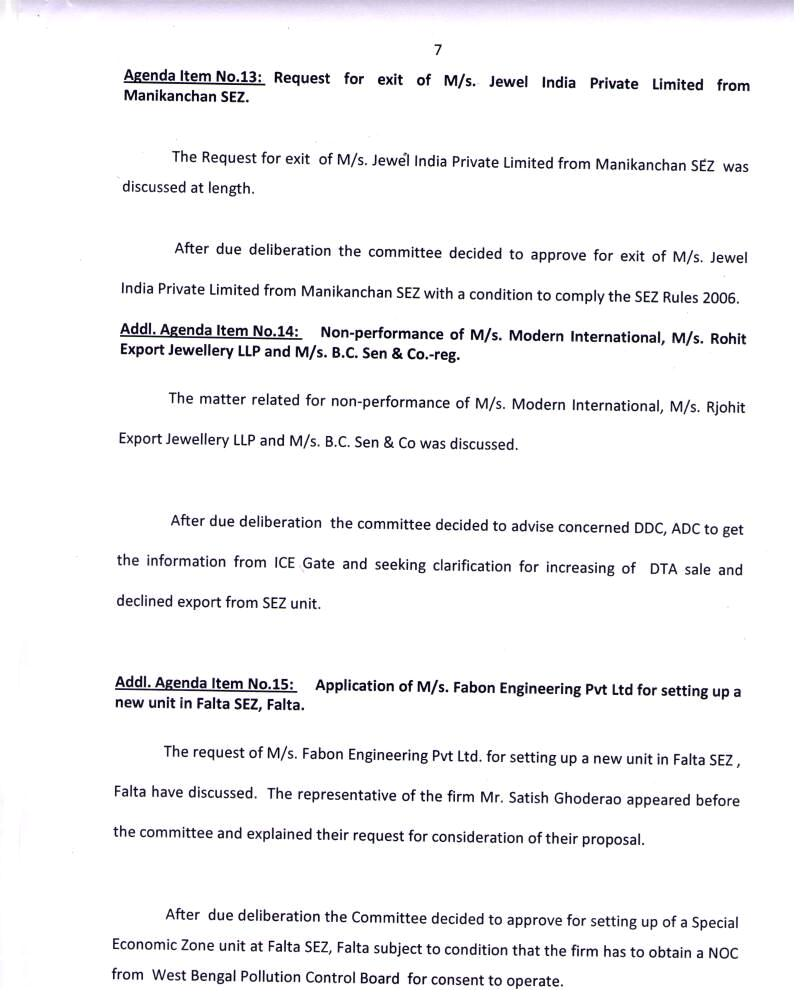 7
Agenda Item No.13: Request for exit of M/s. Jewel India Private Limited from
Manikanchan SEZ.
The Request for exit of M/s. Jewel India Private Limited from Manikanchan SEZ was
discussed at length.
After due deliberation the committee decided to approve for exit of M/s. Jewel
India Private Limited from Manikanchan SEZ with a condition to comply the SEZ Rules 2006.
Addl. Agenda Item No.14: Non-performance of M/s. Modern International, M/s. Rohit
Export Jewellery LLP and M/s. B.C. Sen & Co.-reg.
The matter related for non-performance of M/s. Modern International, M/s. Rjohit
Export Jewellery LLP and M/s. B.C. Sen & Co was discussed.
After due deliberation the committee decided to advise concerned DDC, ADC to get
the information from ICE Gate and seeking clarification for increasing of DTA sale and
declined export from SEZ unit.
Addl. Agenda Item No.15: Application of M/s. Fabon Engineering Pvt Ltd for setting up a
new unit in Falta SEZ, Falta.
The request of M/s. Fabon Engineering Pvt Ltd. for setting up a new unit in Falta SEZ ,
Falta have discussed. The representative of the firm Mr. Satish Ghoderao appeared before
the committee and explained their request for consideration of their proposal.
After due deliberation the Committee decided to approve for setting up of a Special
Economic Zone unit at Falta SEZ, Falta subject to condition that the firm has to obtain a NOC
from West Bengal Pollution Control Board for consent to operate.